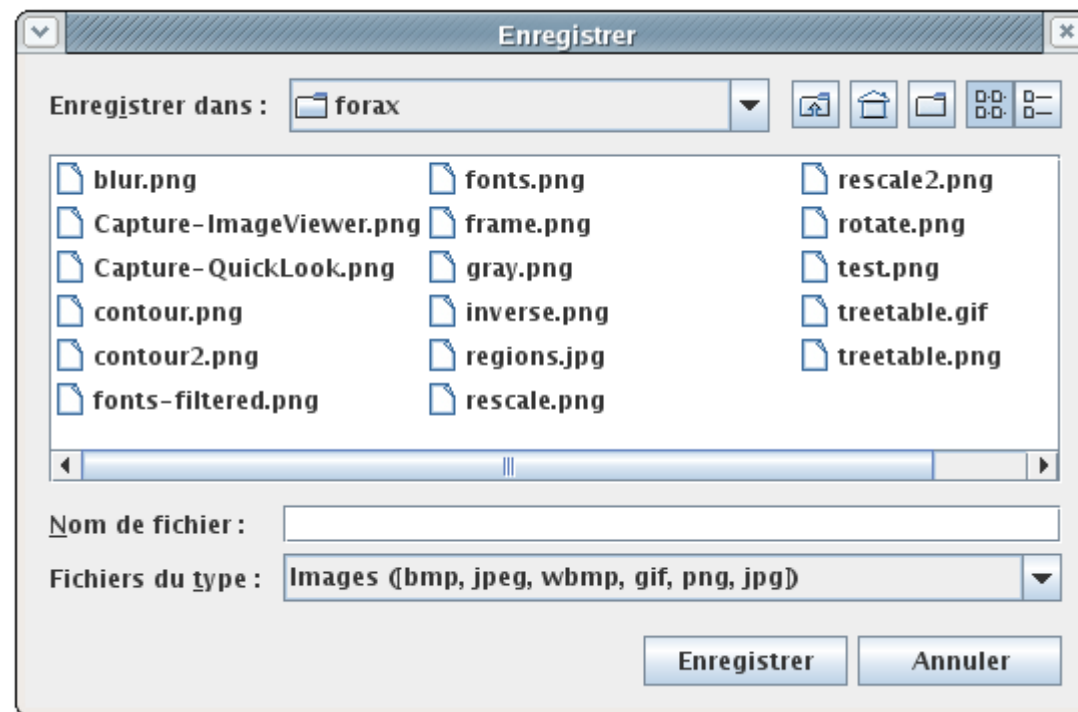 Enregistrer
Enregistrer dans : forax
blur.png fonts.png rescale2.png
Capture-ImageViewer.png frame.png rotate.png
Capture-QuickLook.png gray.png test.png
contour.png inverse.png treetable.gif
contour2.png regions.jpg treetable.png
fonts-filtered.png rescale.png
Nom de fichier :
Fichiers du type : Images ([bmp, jpeg, wbmp, gif, png, jpg])
Enregistrer Annuler